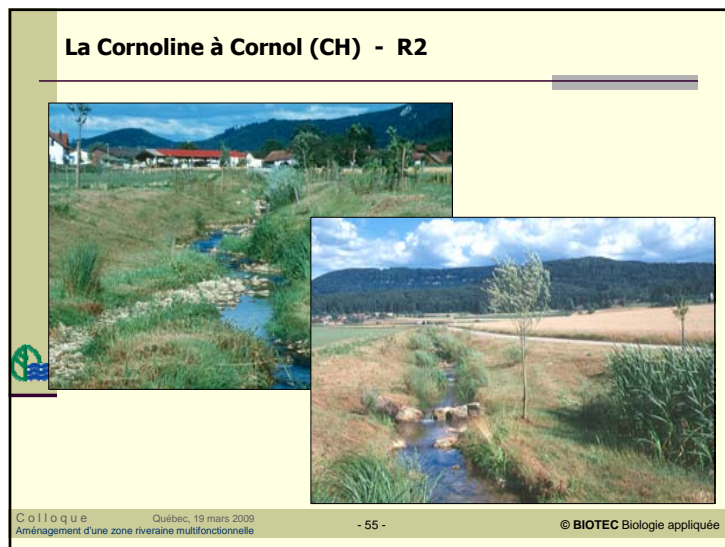 La Cornoline à Cornol (CH) - R2
Colloque Québec, 19 mars 2009
Aménagement d'une zone riveraine multifonctionnelle
- 55 -
© BIOTEC Biologie appliquée